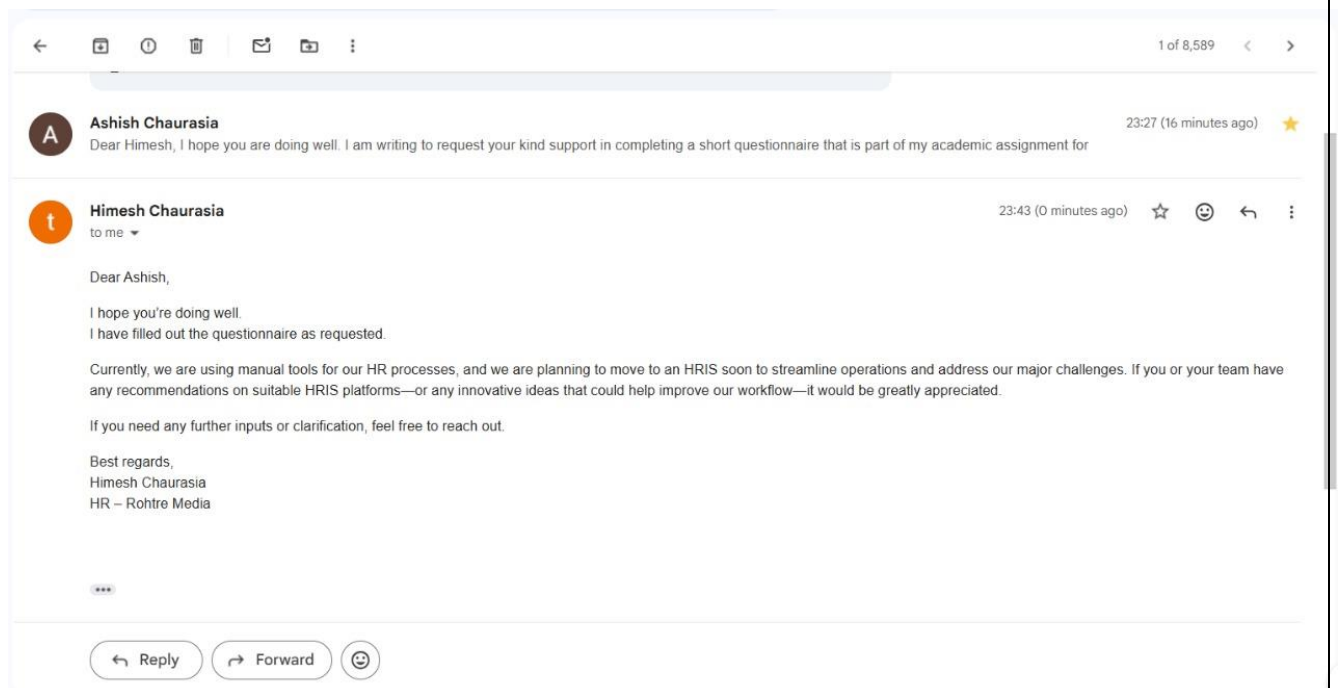 1 of 8,589
A
Ashish Chaurasia
23:27 (16 minutes ago)
Dear Himesh, I hope you are doing well. I am writing to request your kind support in completing a short questionnaire that is part of my academic assignment for
t
Himesh Chaurasia
23:43 (0 minutes ago)
to me
Dear Ashish,
I hope you're doing well.
I have filled out the questionnaire as requested.
Currently, we are using manual tools for our HR processes, and we are planning to move to an HRIS soon to streamline operations and address our major challenges. If you or your team have
any recommendations on suitable HRIS platforms—or any innovative ideas that could help improve our workflow—it would be greatly appreciated.
If you need any further inputs or clarification, feel free to reach out.
Best regards,
Himesh Chaurasia
HR – Rohtre Media
Reply
Forward